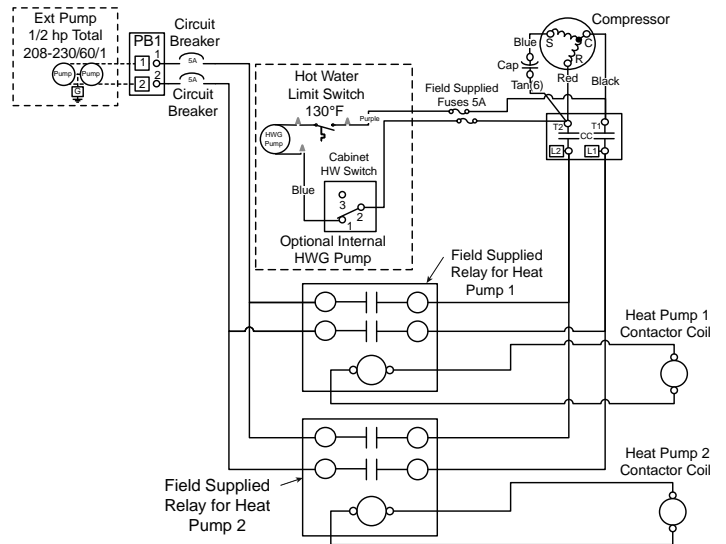 Ext Pump
1/2 hp Total
208-230/60/1
Pump
Pump
G
PB1
1
1
2
2
Circuit
Breaker
5A
5A
Circuit
Breaker
Hot Water
Limit Switch
130°F
HWG
Pump
Purple
Blue
Cabinet
HW Switch
3
2
1
Optional Internal
HWG Pump
Field Supplied
Fuses 5A
Compressor
Blue
S
C
R
Cap
Red
Black
Tan(6)
T2
T1
CC
L2
L1
Field Supplied
Relay for Heat
Pump 1
Heat Pump 1
Contactor Coil
Field Supplied
Relay for Heat
Pump 2
Heat Pump 2
Contactor Coil